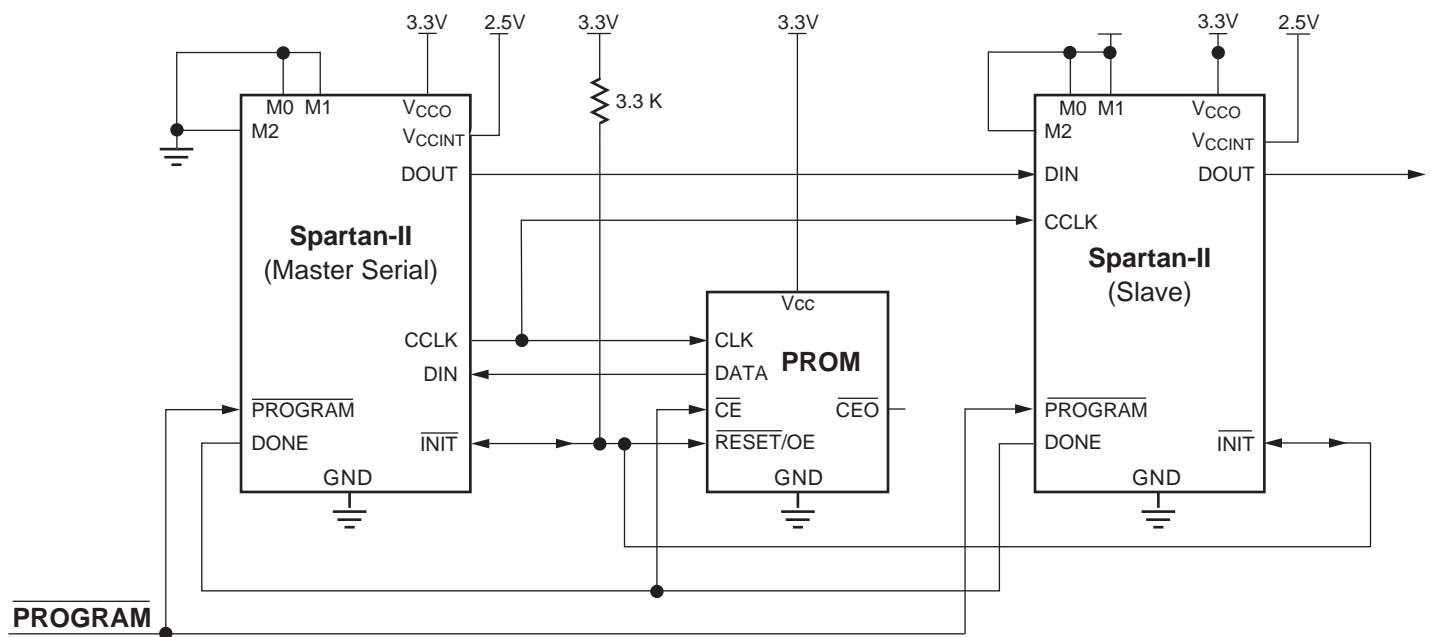 3.3V 2.5V 3.3V 3.3V 3.3V 2.5V
M0 M1 VCCO
M2
VCCINT
DOUT
Spartan-II
(Master Serial)
CCLK
DIN
PROGRAM
DONE INIT
GND
3.3 K
Vcc
CLK
PROM
DATA
CE CEO
RESET/OE
GND
M0 M1 VCCO
M2
VCCINT
DIN DOUT
CCLK
Spartan-II
(Slave)
PROGRAM
DONE INIT
GND
PROGRAM